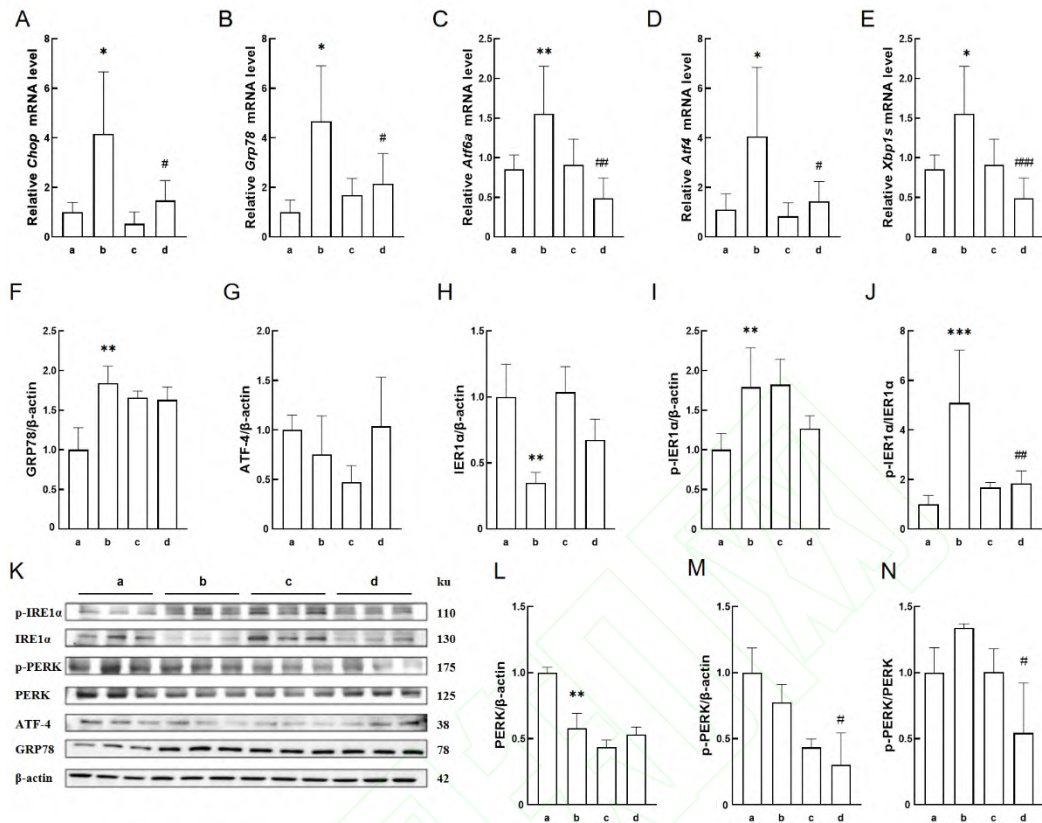 A
Relative Chop mRNA level
8
6
4
2
0
*
#
a b c d
B
Relative Grp78 mRNA level
8
6
4
2
0
*
#
a b c d
C
Relative Atf6a mRNA level
2.5
2.0
1.5
1.0
0.5
0.0
**
##
a b c d
D
Relative Atf4 mRNA level
8
6
4
2
0
*
#
a b c d
E
Relative Xbp1s mRNA level
2.5
2.0
1.5
1.0
0.5
0.0
*
###
a b c d
F
GRP78/β-actin
2.5
2.0
1.5
1.0
0.5
0
**
a b c d
G
ATF-4/β-actin
2.0
1.5
1.0
0.5
0.0
a b c d
H
IER1α/β-actin
1.5
1.0
0.5
0.0
**
a b c d
I
p-IER1α/β-actin
2.5
2.0
1.5
1.0
0.5
0.0
**
a b c d
J
p-IER1α/IER1α
8
6
4
2
0
***
##
a b c d
K
a b c d ku
p-IRE1α 110
IRE1α 130
p-PERK 175
PERK 125
ATF-4 38
GRP78 78
β-actin 42
L
PERK/β-actin
1.5
1.0
0.5
0.0
**
a b c d
M
p-PERK/β-actin
1.5
1.0
0.5
0.0
#
a b c d
N
p-PERK/PERK
1.5
1.0
0.5
0.0
#
a b c d